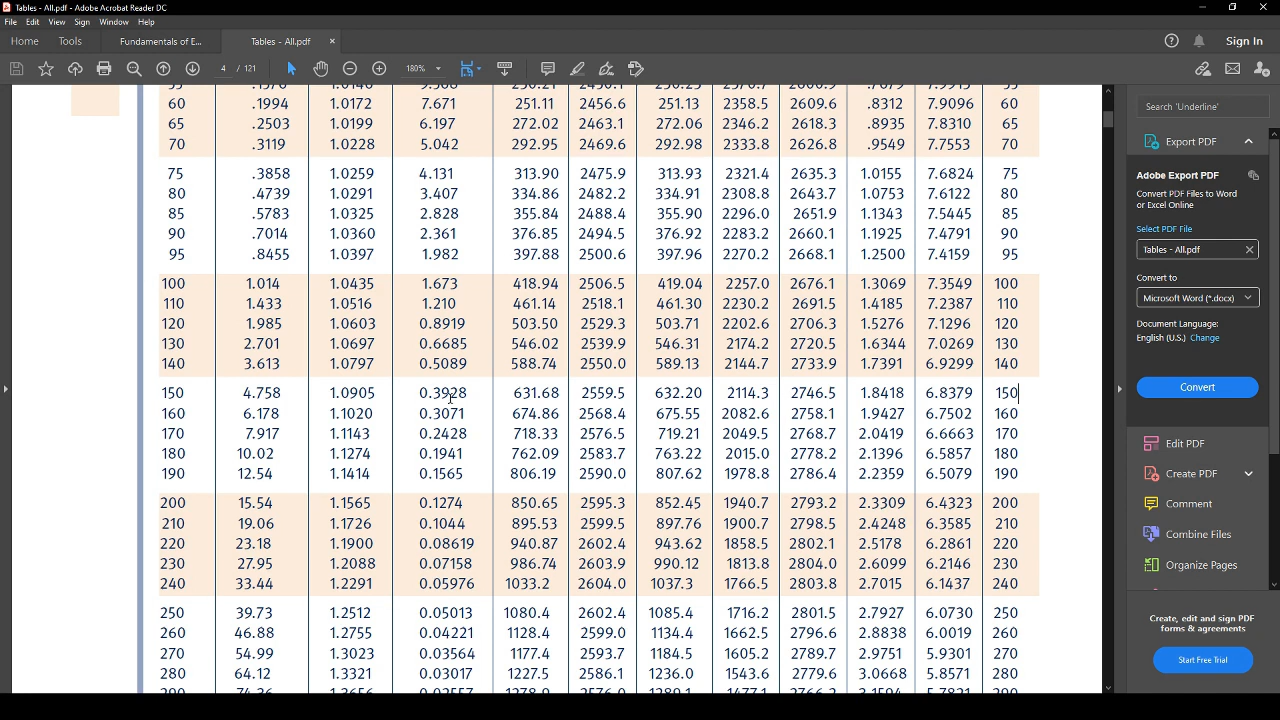 Tables - All.pdf - Adobe Acrobat Reader DC
File Edit View Sign Window Help
Home Tools Fundamentals of E... Tables - All.pdf × Sign In
4 / 121 180%
60 .1994 1.0172 7.671 251.11 2456.6 251.13 2358.5 2609.6 .8312 7.9096 60
65 .2503 1.0199 6.197 272.02 2463.1 272.06 2346.2 2618.3 .8935 7.8310 65
70 .3119 1.0228 5.042 292.95 2469.6 292.98 2333.8 2626.8 .9549 7.7553 70
75 .3858 1.0259 4.131 313.90 2475.9 313.93 2321.4 2635.3 1.0155 7.6824 75
80 .4739 1.0291 3.407 334.86 2482.2 334.91 2308.8 2643.7 1.0753 7.6122 80
85 .5783 1.0325 2.828 355.84 2488.4 355.90 2296.0 2651.9 1.1343 7.5445 85
90 .7014 1.0360 2.361 376.85 2494.5 376.92 2283.2 2660.1 1.1925 7.4791 90
95 .8455 1.0397 1.982 397.88 2500.6 397.96 2270.2 2668.1 1.2500 7.4159 95
100 1.014 1.0435 1.673 418.94 2506.5 419.04 2257.0 2676.1 1.3069 7.3549 100
110 1.433 1.0516 1.210 461.14 2518.1 461.30 2230.2 2691.5 1.4185 7.2387 110
120 1.985 1.0603 0.8919 503.50 2529.3 503.71 2202.6 2706.3 1.5276 7.1296 120
130 2.701 1.0697 0.6685 546.02 2539.9 546.31 2174.2 2720.5 1.6344 7.0269 130
140 3.613 1.0797 0.5089 588.74 2550.0 589.13 2144.7 2733.9 1.7391 6.9299 140
150 4.758 1.0905 0.3928 631.68 2559.5 632.20 2114.3 2746.5 1.8418 6.8379 150
160 6.178 1.1020 0.3071 674.86 2568.4 675.55 2082.6 2758.1 1.9427 6.7502 160
170 7.917 1.1143 0.2428 718.33 2576.5 719.21 2049.5 2768.7 2.0419 6.6663 170
180 10.02 1.1274 0.1941 762.09 2583.7 763.22 2015.0 2778.2 2.1396 6.5857 180
190 12.54 1.1414 0.1565 806.19 2590.0 807.62 1978.8 2786.4 2.2359 6.5079 190
200 15.54 1.1565 0.1274 850.65 2595.3 852.45 1940.7 2793.2 2.3309 6.4323 200
210 19.06 1.1726 0.1044 895.53 2599.5 897.76 1900.7 2798.5 2.4248 6.3585 210
220 23.18 1.1900 0.08619 940.87 2602.4 943.62 1858.5 2802.1 2.5178 6.2861 220
230 27.95 1.2088 0.07158 986.74 2603.9 990.12 1813.8 2804.0 2.6099 6.2146 230
240 33.44 1.2291 0.05976 1033.2 2604.0 1037.3 1766.5 2803.8 2.7015 6.1437 240
250 39.73 1.2512 0.05013 1080.4 2602.4 1085.4 1716.2 2801.5 2.7927 6.0730 250
260 46.88 1.2755 0.04221 1128.4 2599.0 1134.4 1662.5 2796.6 2.8838 6.0019 260
270 54.99 1.3023 0.03564 1177.4 2593.7 1184.5 1605.2 2789.7 2.9751 5.9301 270
280 64.12 1.3321 0.03017 1227.5 2586.1 1236.0 1543.6 2779.6 3.0668 5.8571 280
Search 'Underline'
Export PDF
Adobe Export PDF
Convert PDF Files to Word
or Excel Online
Select PDF File
Tables - All.pdf
Convert to
Microsoft Word (*.docx)
Document Language:
English (U.S.) Change
Convert
Edit PDF
Create PDF
Comment
Combine Files
Organize Pages
Create, edit and sign PDF
forms & agreements
Start Free Trial